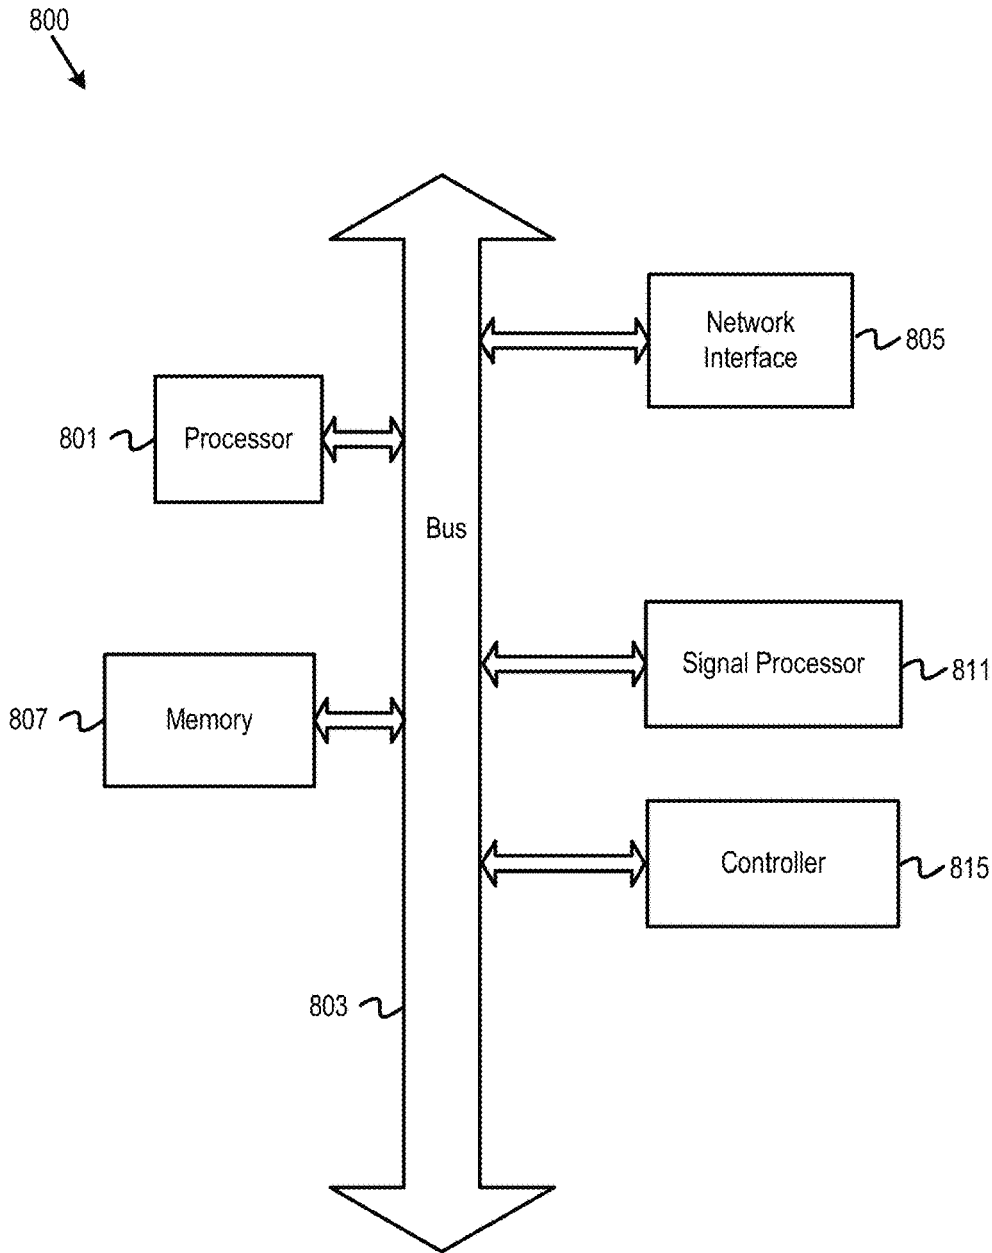 800
Network
Interface
805
801
Processor
Bus
Signal Processor
811
807
Memory
Controller
815
803